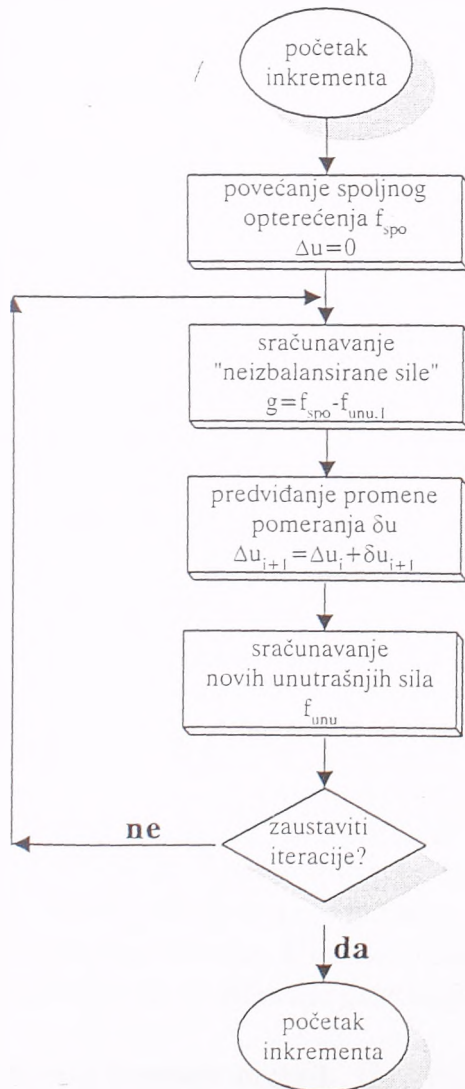 početak
inkrementa
povećanje spoljnog
opterećenja f_spo
Δu=0
sračunavanje
"neizbalansirane sile"
g=f_spo-f_unu,1
predviđanje promene
pomeranja δu
Δu_i+1=Δu_i+δu_i+1
sračunavanje
novih unutrašnjih sila
f_unu
zaustaviti
iteracije?
ne
da
početak
inkrementa